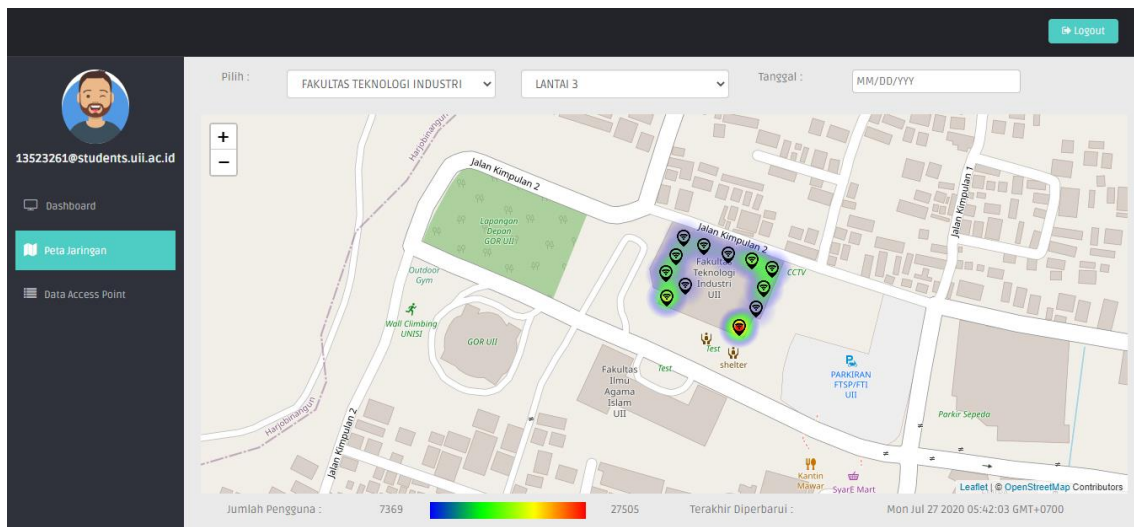 Logout
13523261@students.uii.ac.id
Dashboard
Peta Jaringan
Data Access Point
Pilih :
FAKULTAS TEKNOLOGI INDUSTRI
LANTAI 3
Tanggal :
MM/DD/YYY
+
−
Harjobinangun
Jalan Kimpulan 2
Lapangan
Depan
GOR UII
Jalan Kimpulan 2
Jalan Kimpulan 1
Fakultas
Teknologi
Industri
UII
CCTV
Outdoor
Gym
Wall Climbing
UNISI
GOR UII
Test
shelter
Test
Fakultas
Ilmu
Agama
Islam
UII
PARKIRAN
FTSP/FTI
UII
Parkir Sepeda
Harjobinangun
Jalan Kimpulan 2
Kantin
Mawar
SyarE Mart
Leaflet | © OpenStreetMap Contributors
Jumlah Pengguna :
7369
27505
Terakhir Diperbarui :
Mon Jul 27 2020 05:42:03 GMT+0700